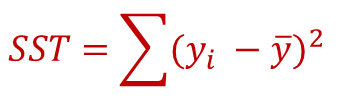 SST = ∑(yᵢ − ȳ)²